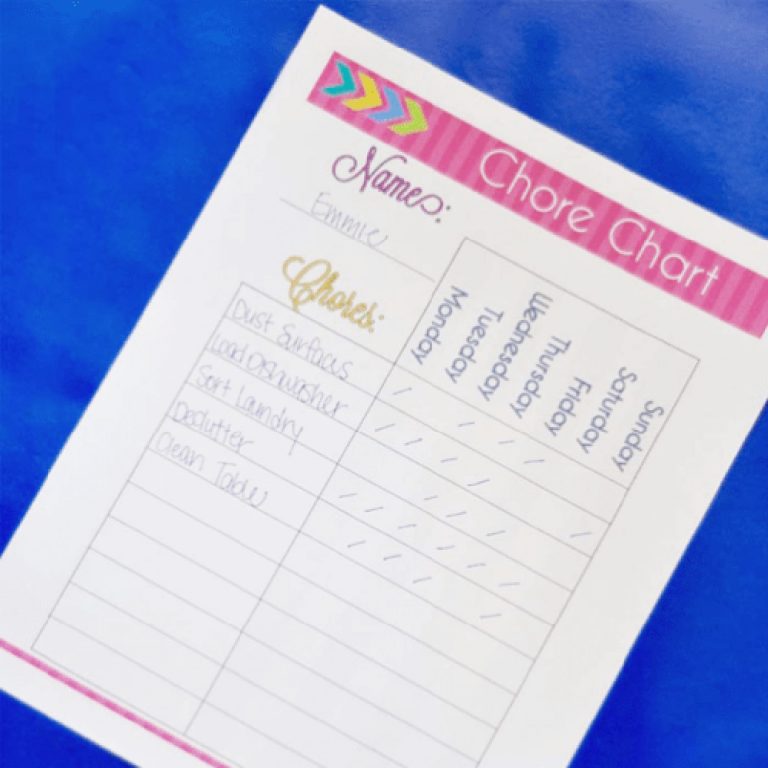 Chore Chart
Name:
Emmie
Chores:
Monday
Tuesday
Wednesday
Thursday
Friday
Saturday
Sunday
Dust Surfaces
Load Dishwasher
Sort Laundry
Declutter
Clean Table